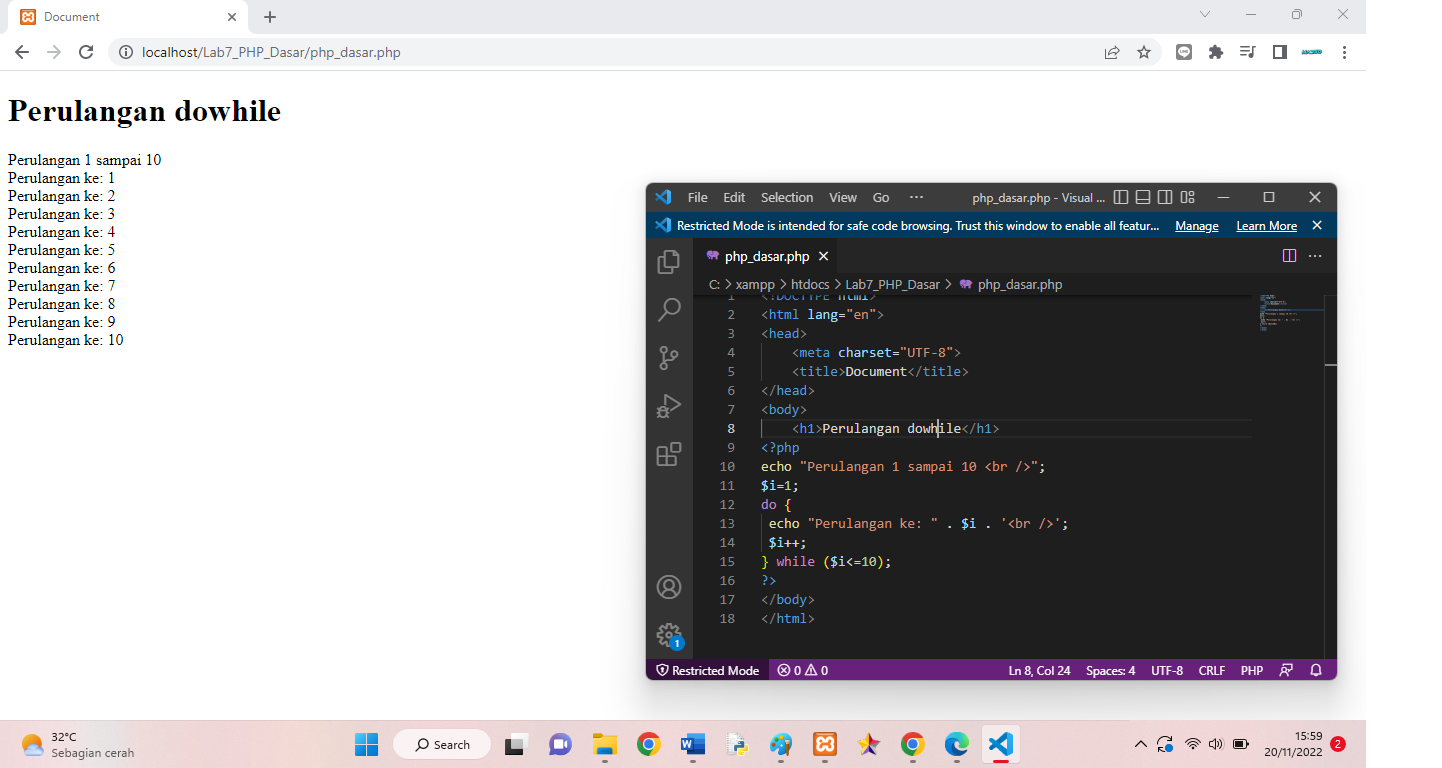 Document
localhost/Lab7_PHP_Dasar/php_dasar.php
Perulangan dowhile
Perulangan 1 sampai 10
Perulangan ke: 1
Perulangan ke: 2
Perulangan ke: 3
Perulangan ke: 4
Perulangan ke: 5
Perulangan ke: 6
Perulangan ke: 7
Perulangan ke: 8
Perulangan ke: 9
Perulangan ke: 10
File Edit Selection View Go ··· php_dasar.php - Visual ...
Restricted Mode is intended for safe code browsing. Trust this window to enable all featur... Manage Learn More
php_dasar.php
C: > xampp > htdocs > Lab7_PHP_Dasar > php_dasar.php
1 <!DOCTYPE html>
2 <html lang="en">
3 <head>
4 <meta charset="UTF-8">
5 <title>Document</title>
6 </head>
7 <body>
8 <h1>Perulangan dowhile</h1>
9 <?php
10 echo "Perulangan 1 sampai 10 <br />";
11 $i=1;
12 do {
13 echo "Perulangan ke: " . $i . '<br />';
14 $i++;
15 } while ($i<=10);
16 ?>
17 </body>
18 </html>
1
Restricted Mode 0 0 Ln 8, Col 24 Spaces: 4 UTF-8 CRLF PHP
32°C
Sebagian cerah
Search
15:59
20/11/2022
2